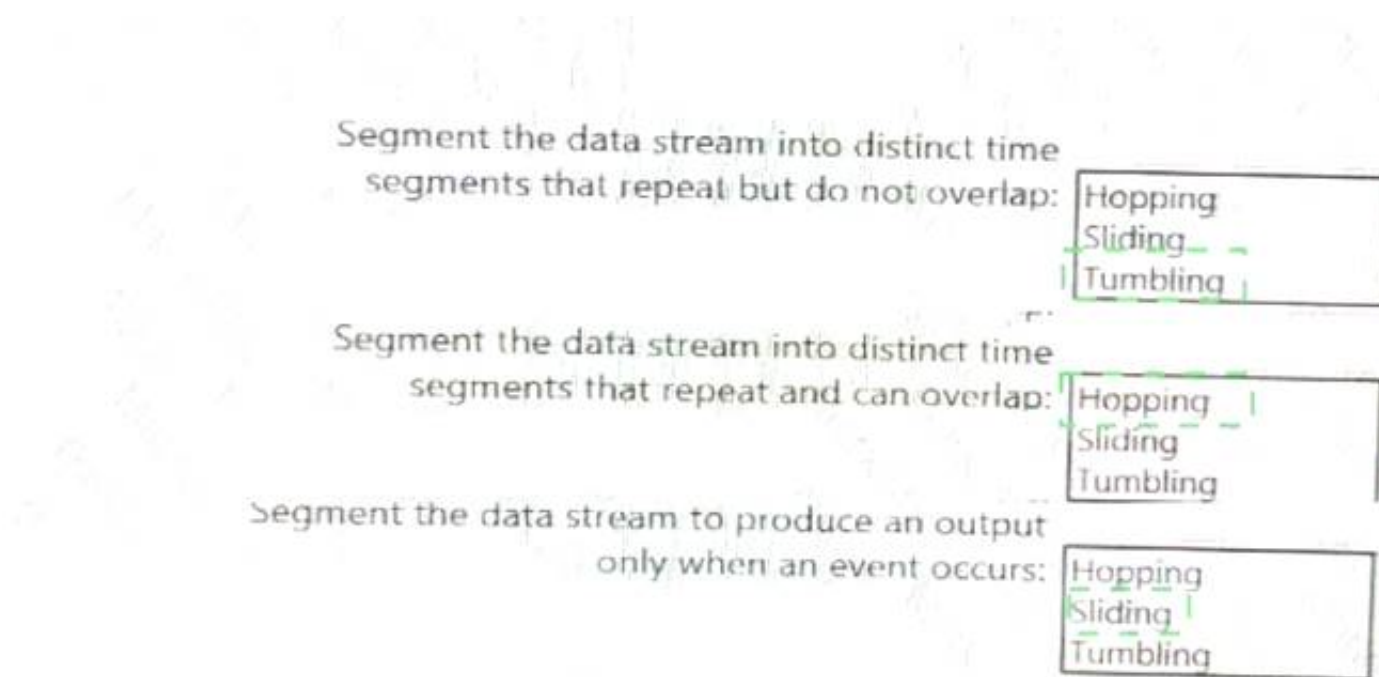 Segment the data stream into distinct time
segments that repeat but do not overlap:
Hopping
Sliding
Tumbling
Segment the data stream into distinct time
segments that repeat and can overlap:
Hopping
Sliding
Tumbling
Segment the data stream to produce an output
only when an event occurs:
Hopping
Sliding
Tumbling